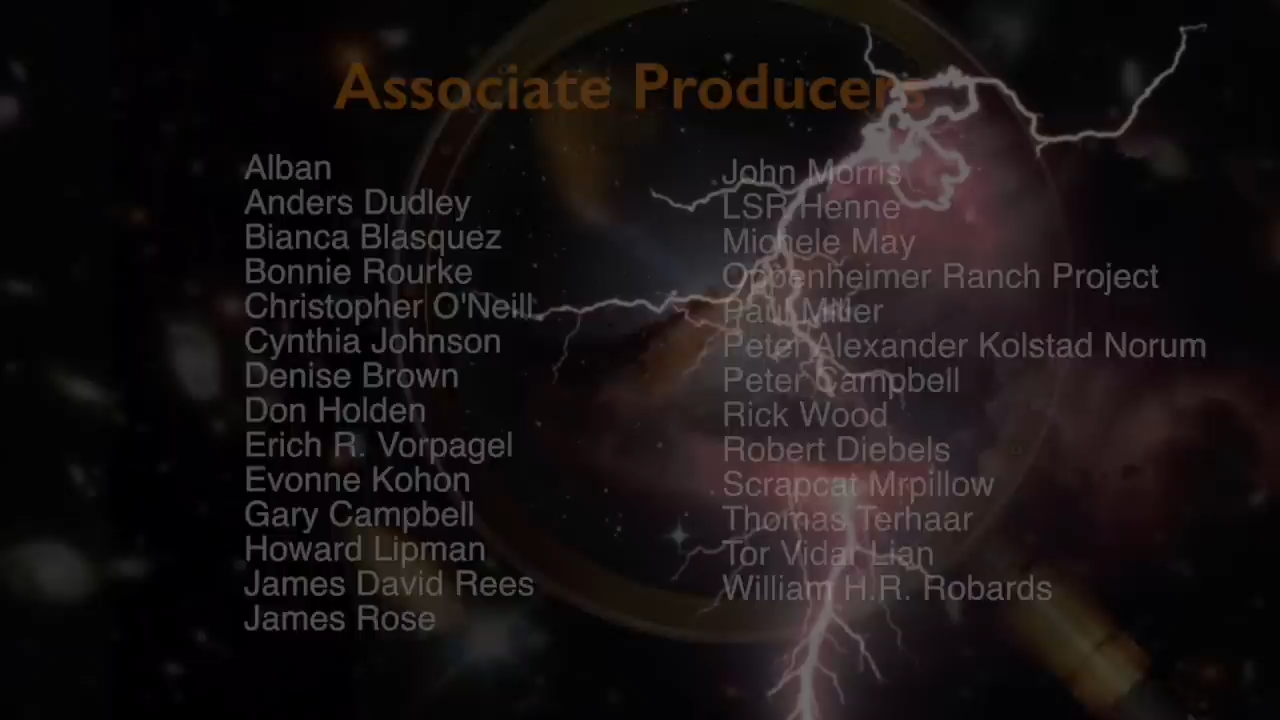 Associate Producers
Alban
Anders Dudley
Bianca Blasquez
Bonnie Rourke
Christopher O'Neill
Cynthia Johnson
Denise Brown
Don Holden
Erich R. Vorpagel
Evonne Kohon
Gary Campbell
Howard Lipman
James David Rees
James Rose
John Morris
LSR Henne
Michele May
Oppenheimer Ranch Project
Paul Miller
Peter Alexander Kolstad Norum
Peter Campbell
Rick Wood
Robert Diebels
Scrapcat Mrpillow
Thomas Terhaar
Tor Vidar Lian
William H.R. Robards